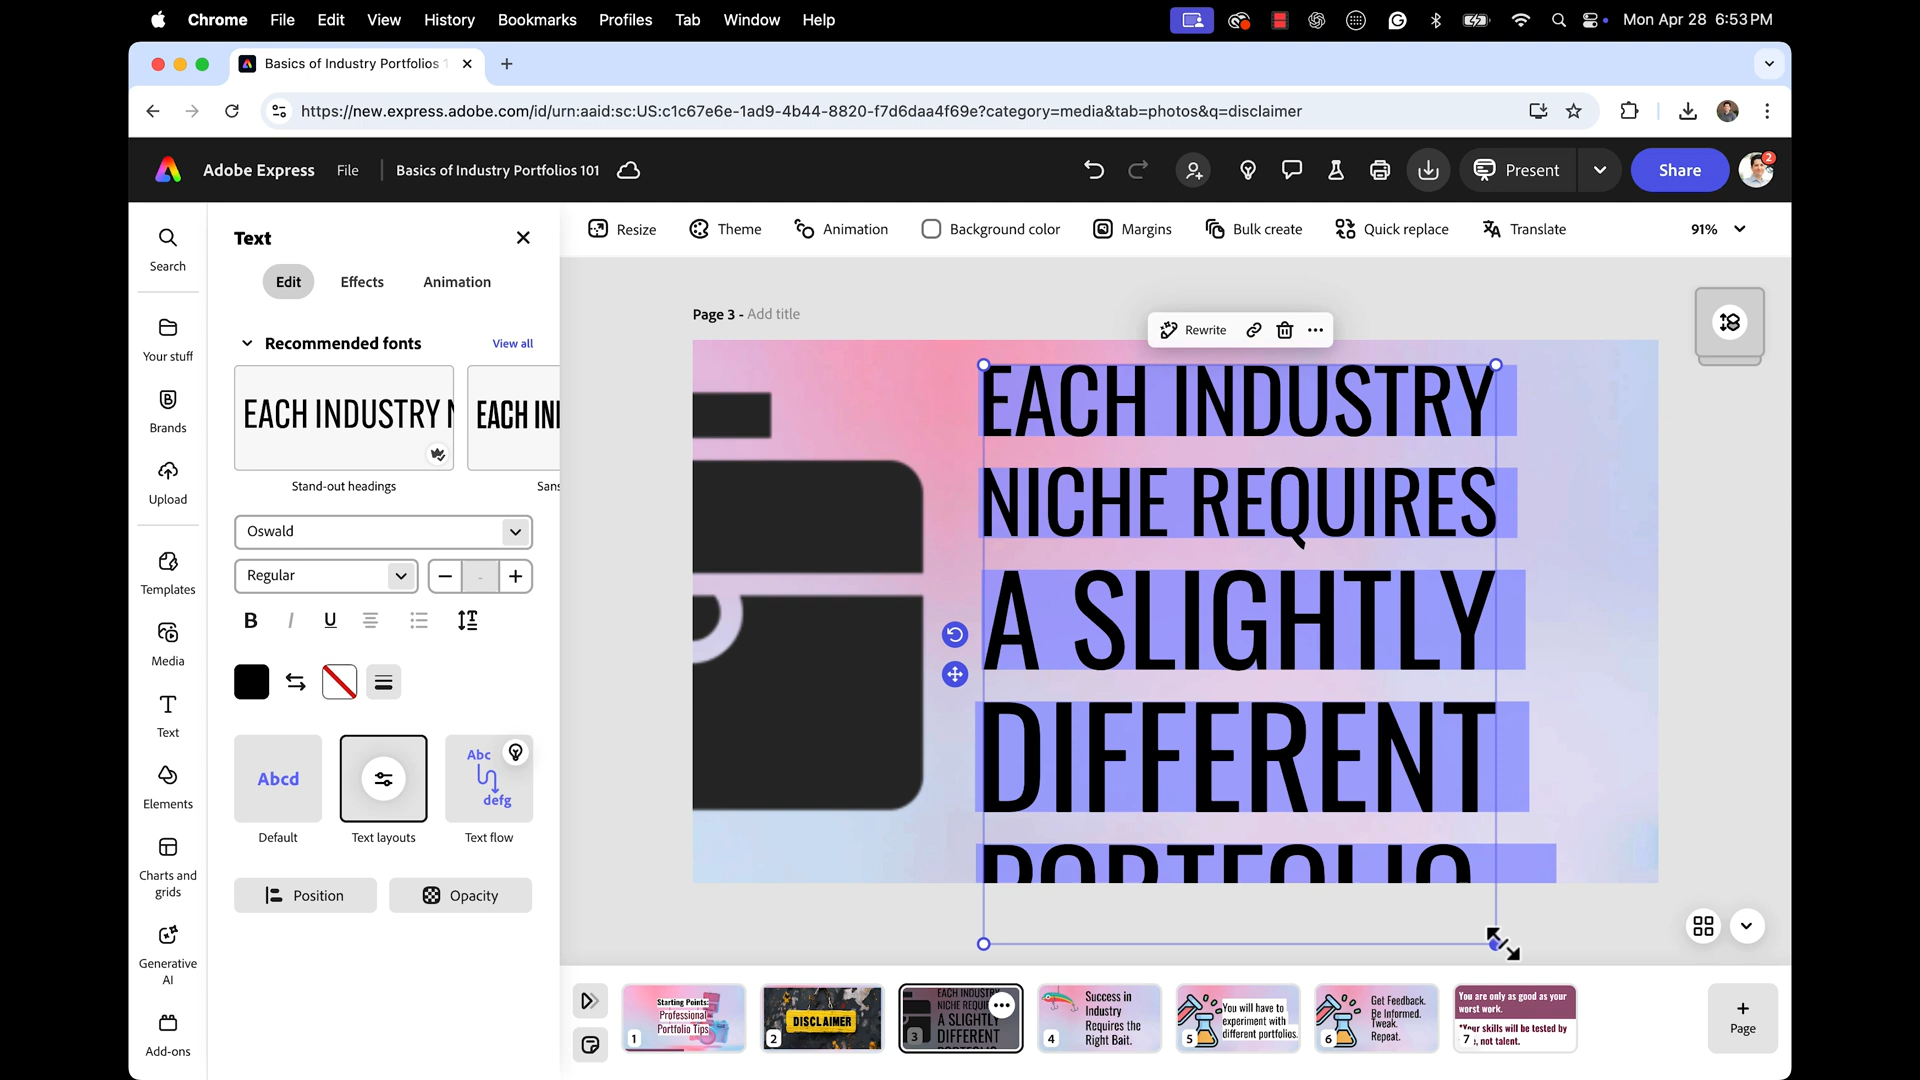 Chrome File Edit View History Bookmarks Profiles Tab Window Help Mon Apr 28 6:53 PM
Basics of Industry Portfolios 1
https://new.express.adobe.com/id/urn:aaid:sc:US:c1c67e6e-1ad9-4b44-8820-f7d6daa4f69e?category=media&tab=photos&q=disclaimer
Adobe Express File Basics of Industry Portfolios 101 Present Share 2
Resize Theme Animation Background color Margins Bulk create Quick replace Translate 91%
Search
Your stuff
Brands
Upload
Templates
Media
Text
Elements
Charts and
grids
Generative
AI
Add-ons
Text
Edit Effects Animation
Recommended fonts View all
EACH INDUSTRY N EACH IN
Stand-out headings Sans
Oswald
Regular - 
B I U
Abcd Abc defg
Default Text layouts Text flow
Position Opacity
Page 3 - Add title
Rewrite
EACH INDUSTRY
NICHE REQUIRES
A SLIGHTLY
DIFFERENT
PORTFOLIO
Starting Points:
Professional
Portfolio Tips
1
DISCLAIMER
2
EACH INDUSTRY
NICHE REQUIR
A SLIGHTLY
DIFFERENT
3
Success in
Industry
Requires the
Right Bait.
4
You will have to
experiment with
different portfolios.
5
Get Feedback.
Be Informed.
Tweak.
Repeat.
6
You are only as good as your
worst work.
*Your skills will be tested by
, not talent.
7
Page